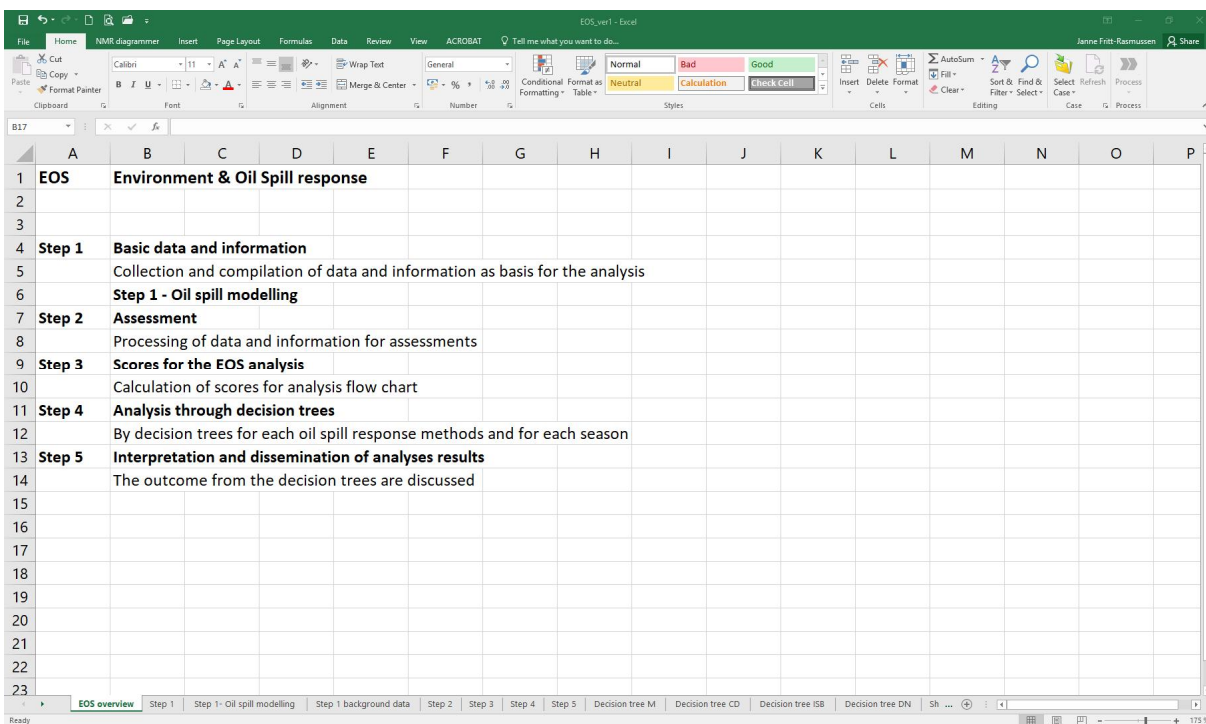 EOS_ver1 - Excel
File Home NMR diagrammer Insert Page Layout Formulas Data Review View ACROBAT Tell me what you want to do... Janne Fritt-Rasmussen Share
Paste Cut Copy Format Painter
Clipboard
Calibri 11 A A
B I U A
Font
Wrap Text
Merge & Center
Alignment
General
% ,
Number
Conditional Formatting Format as Table
Normal Bad Good
Neutral Calculation Check Cell
Styles
Insert Delete Format
Cells
AutoSum Fill Clear
Sort & Filter Find & Select
Editing
Select Case Refresh
Case
Process
Process
B17 fx
A B C D E F G H I J K L M N O P
1 EOS Environment & Oil Spill response
2
3
4 Step 1 Basic data and information
5 Collection and compilation of data and information as basis for the analysis
6 Step 1 - Oil spill modelling
7 Step 2 Assessment
8 Processing of data and information for assessments
9 Step 3 Scores for the EOS analysis
10 Calculation of scores for analysis flow chart
11 Step 4 Analysis through decision trees
12 By decision trees for each oil spill response methods and for each season
13 Step 5 Interpretation and dissemination of analyses results
14 The outcome from the decision trees are discussed
15
16
17
18
19
20
21
22
23
EOS overview Step 1 Step 1- Oil spill modelling Step 1 background data Step 2 Step 3 Step 4 Step 5 Decision tree M Decision tree CD Decision tree ISB Decision tree DN Sh ...
Ready